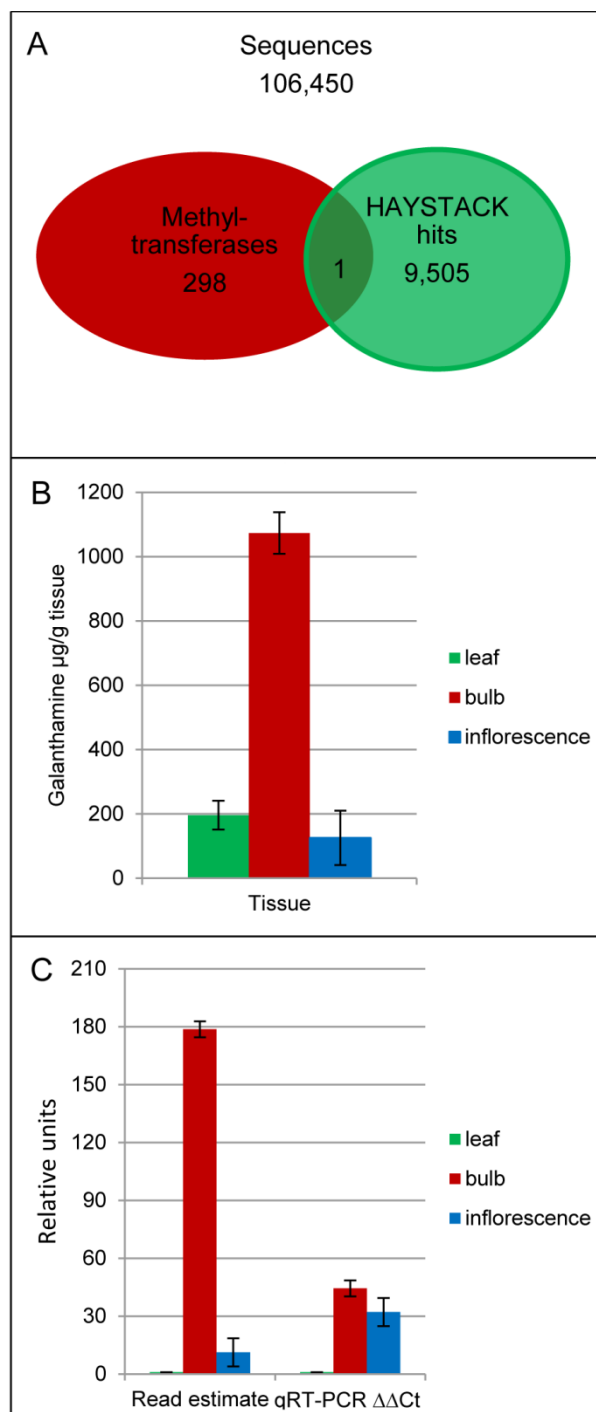 A
Sequences
106,450
Methyl-
transferases
298
1
HAYSTACK
hits
9,505
B
1200
1000
800
600
400
200
0
Galanthamine µg/g tissue
Tissue
leaf
bulb
inflorescence
C
210
180
150
120
90
60
30
0
Relative units
Read estimate qRT-PCR ΔΔCt
leaf
bulb
inflorescence